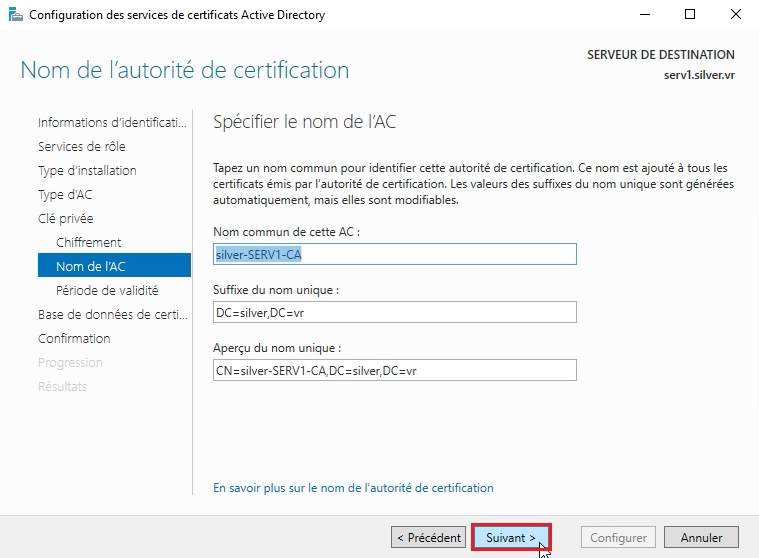 Configuration des services de certificats Active Directory
Nom de l’autorité de certification
SERVEUR DE DESTINATION
serv1.silver.vr
Informations d’identificati...
Services de rôle
Type d’installation
Type d’AC
Clé privée
Chiffrement
Nom de l’AC
Période de validité
Base de données de certi...
Confirmation
Progression
Résultats
Spécifier le nom de l’AC
Tapez un nom commun pour identifier cette autorité de certification. Ce nom est ajouté à tous les
certificats émis par l’autorité de certification. Les valeurs des suffixes du nom unique sont générées
automatiquement, mais elles sont modifiables.
Nom commun de cette AC :
silver-SERV1-CA
Suffixe du nom unique :
DC=silver,DC=vr
Aperçu du nom unique :
CN=silver-SERV1-CA,DC=silver,DC=vr
En savoir plus sur le nom de l’autorité de certification
< Précédent
Suivant >
Configurer
Annuler